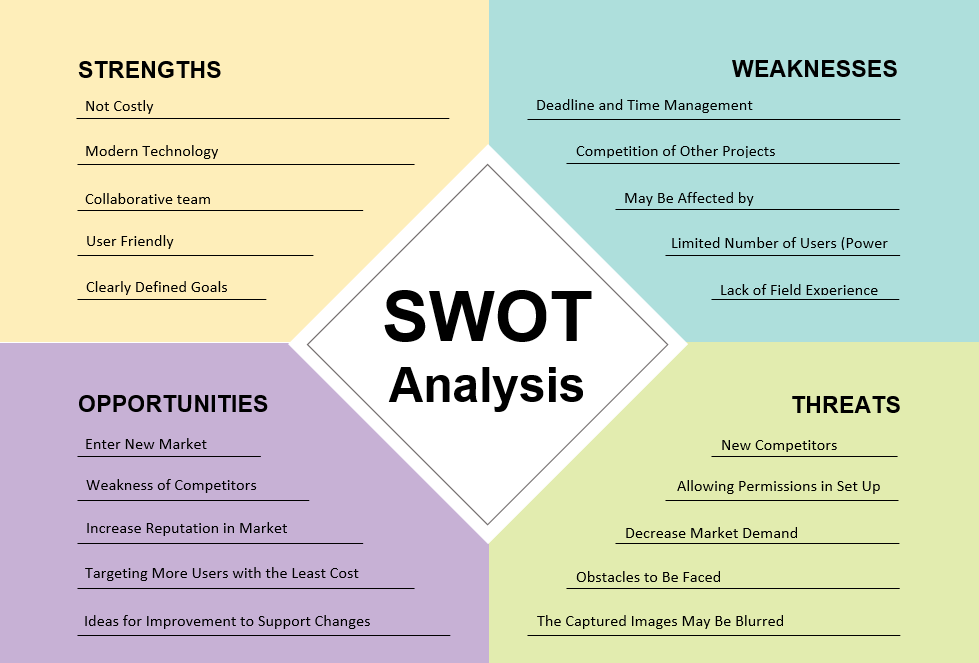 STRENGTHS
Not Costly
Modern Technology
Collaborative team
User Friendly
Clearly Defined Goals
WEAKNESSES
Deadline and Time Management
Competition of Other Projects
May Be Affected by
Limited Number of Users (Power
Lack of Field Experience
SWOT
Analysis
OPPORTUNITIES
Enter New Market
Weakness of Competitors
Increase Reputation in Market
Targeting More Users with the Least Cost
Ideas for Improvement to Support Changes
THREATS
New Competitors
Allowing Permissions in Set Up
Decrease Market Demand
Obstacles to Be Faced
The Captured Images May Be Blurred